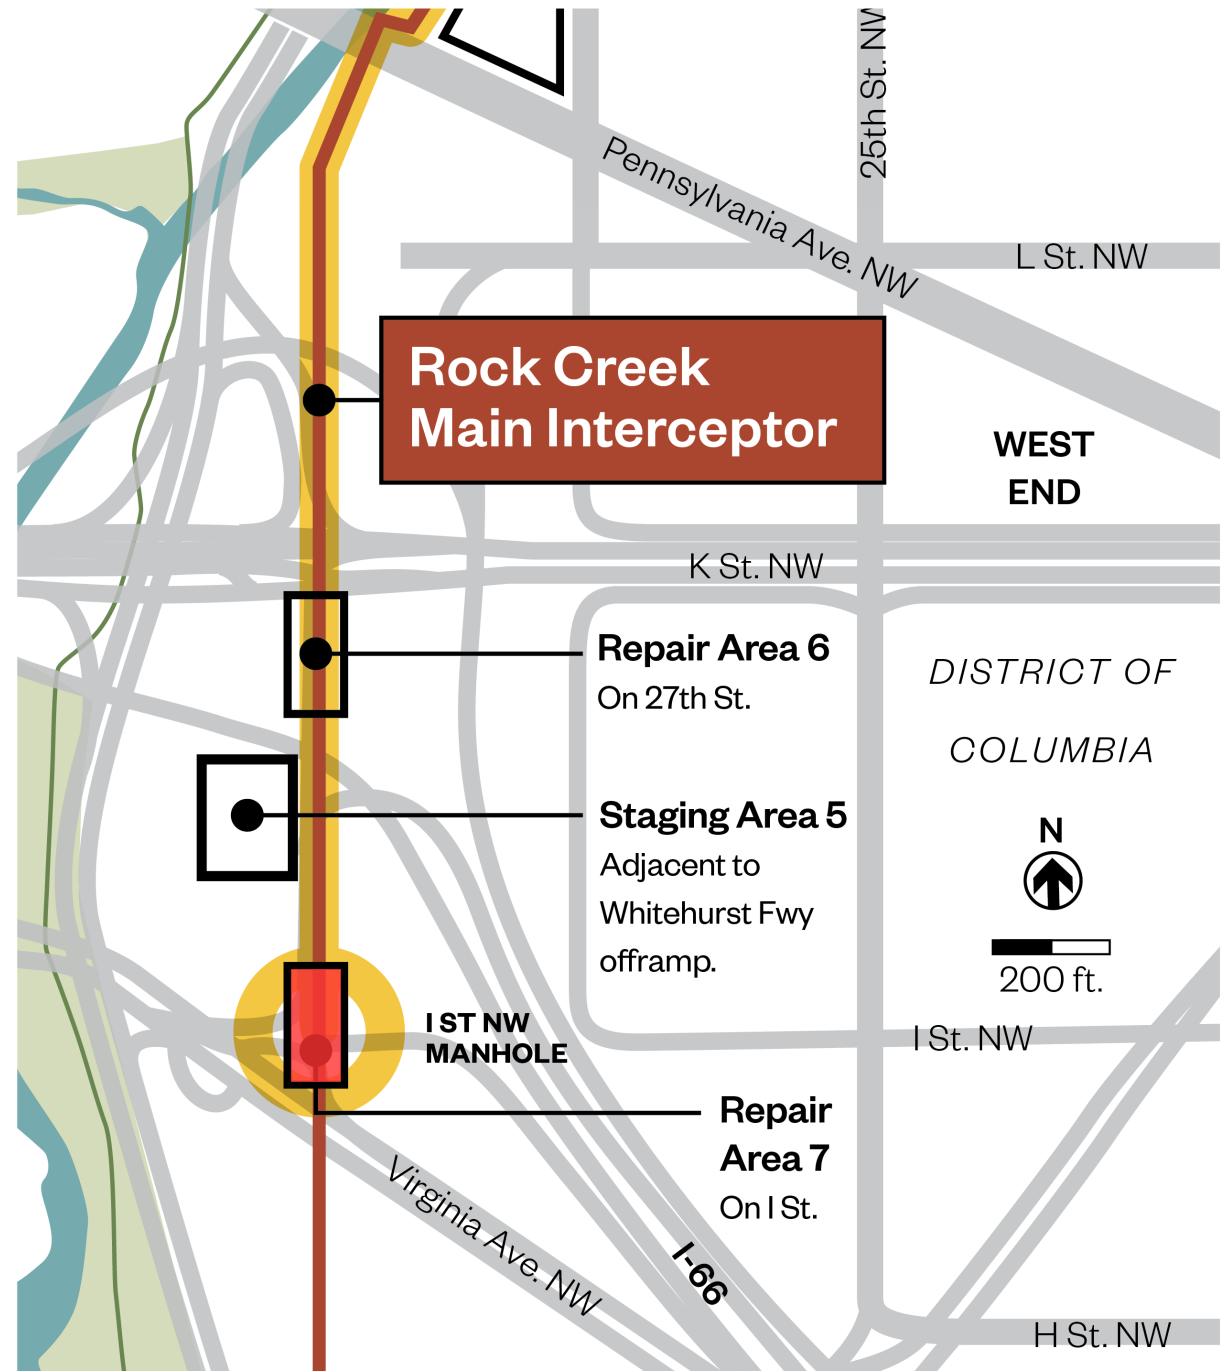 25th St. NW
Pennsylvania Ave. NW
L St. NW
Rock Creek
Main Interceptor
WEST
END
K St. NW
Repair Area 6
On 27th St.
DISTRICT OF
COLUMBIA
Staging Area 5
Adjacent to
Whitehurst Fwy
offramp.
N
200 ft.
I ST NW
MANHOLE
I St. NW
Repair
Area 7
On I St.
Virginia Ave. NW
I-66
H St. NW